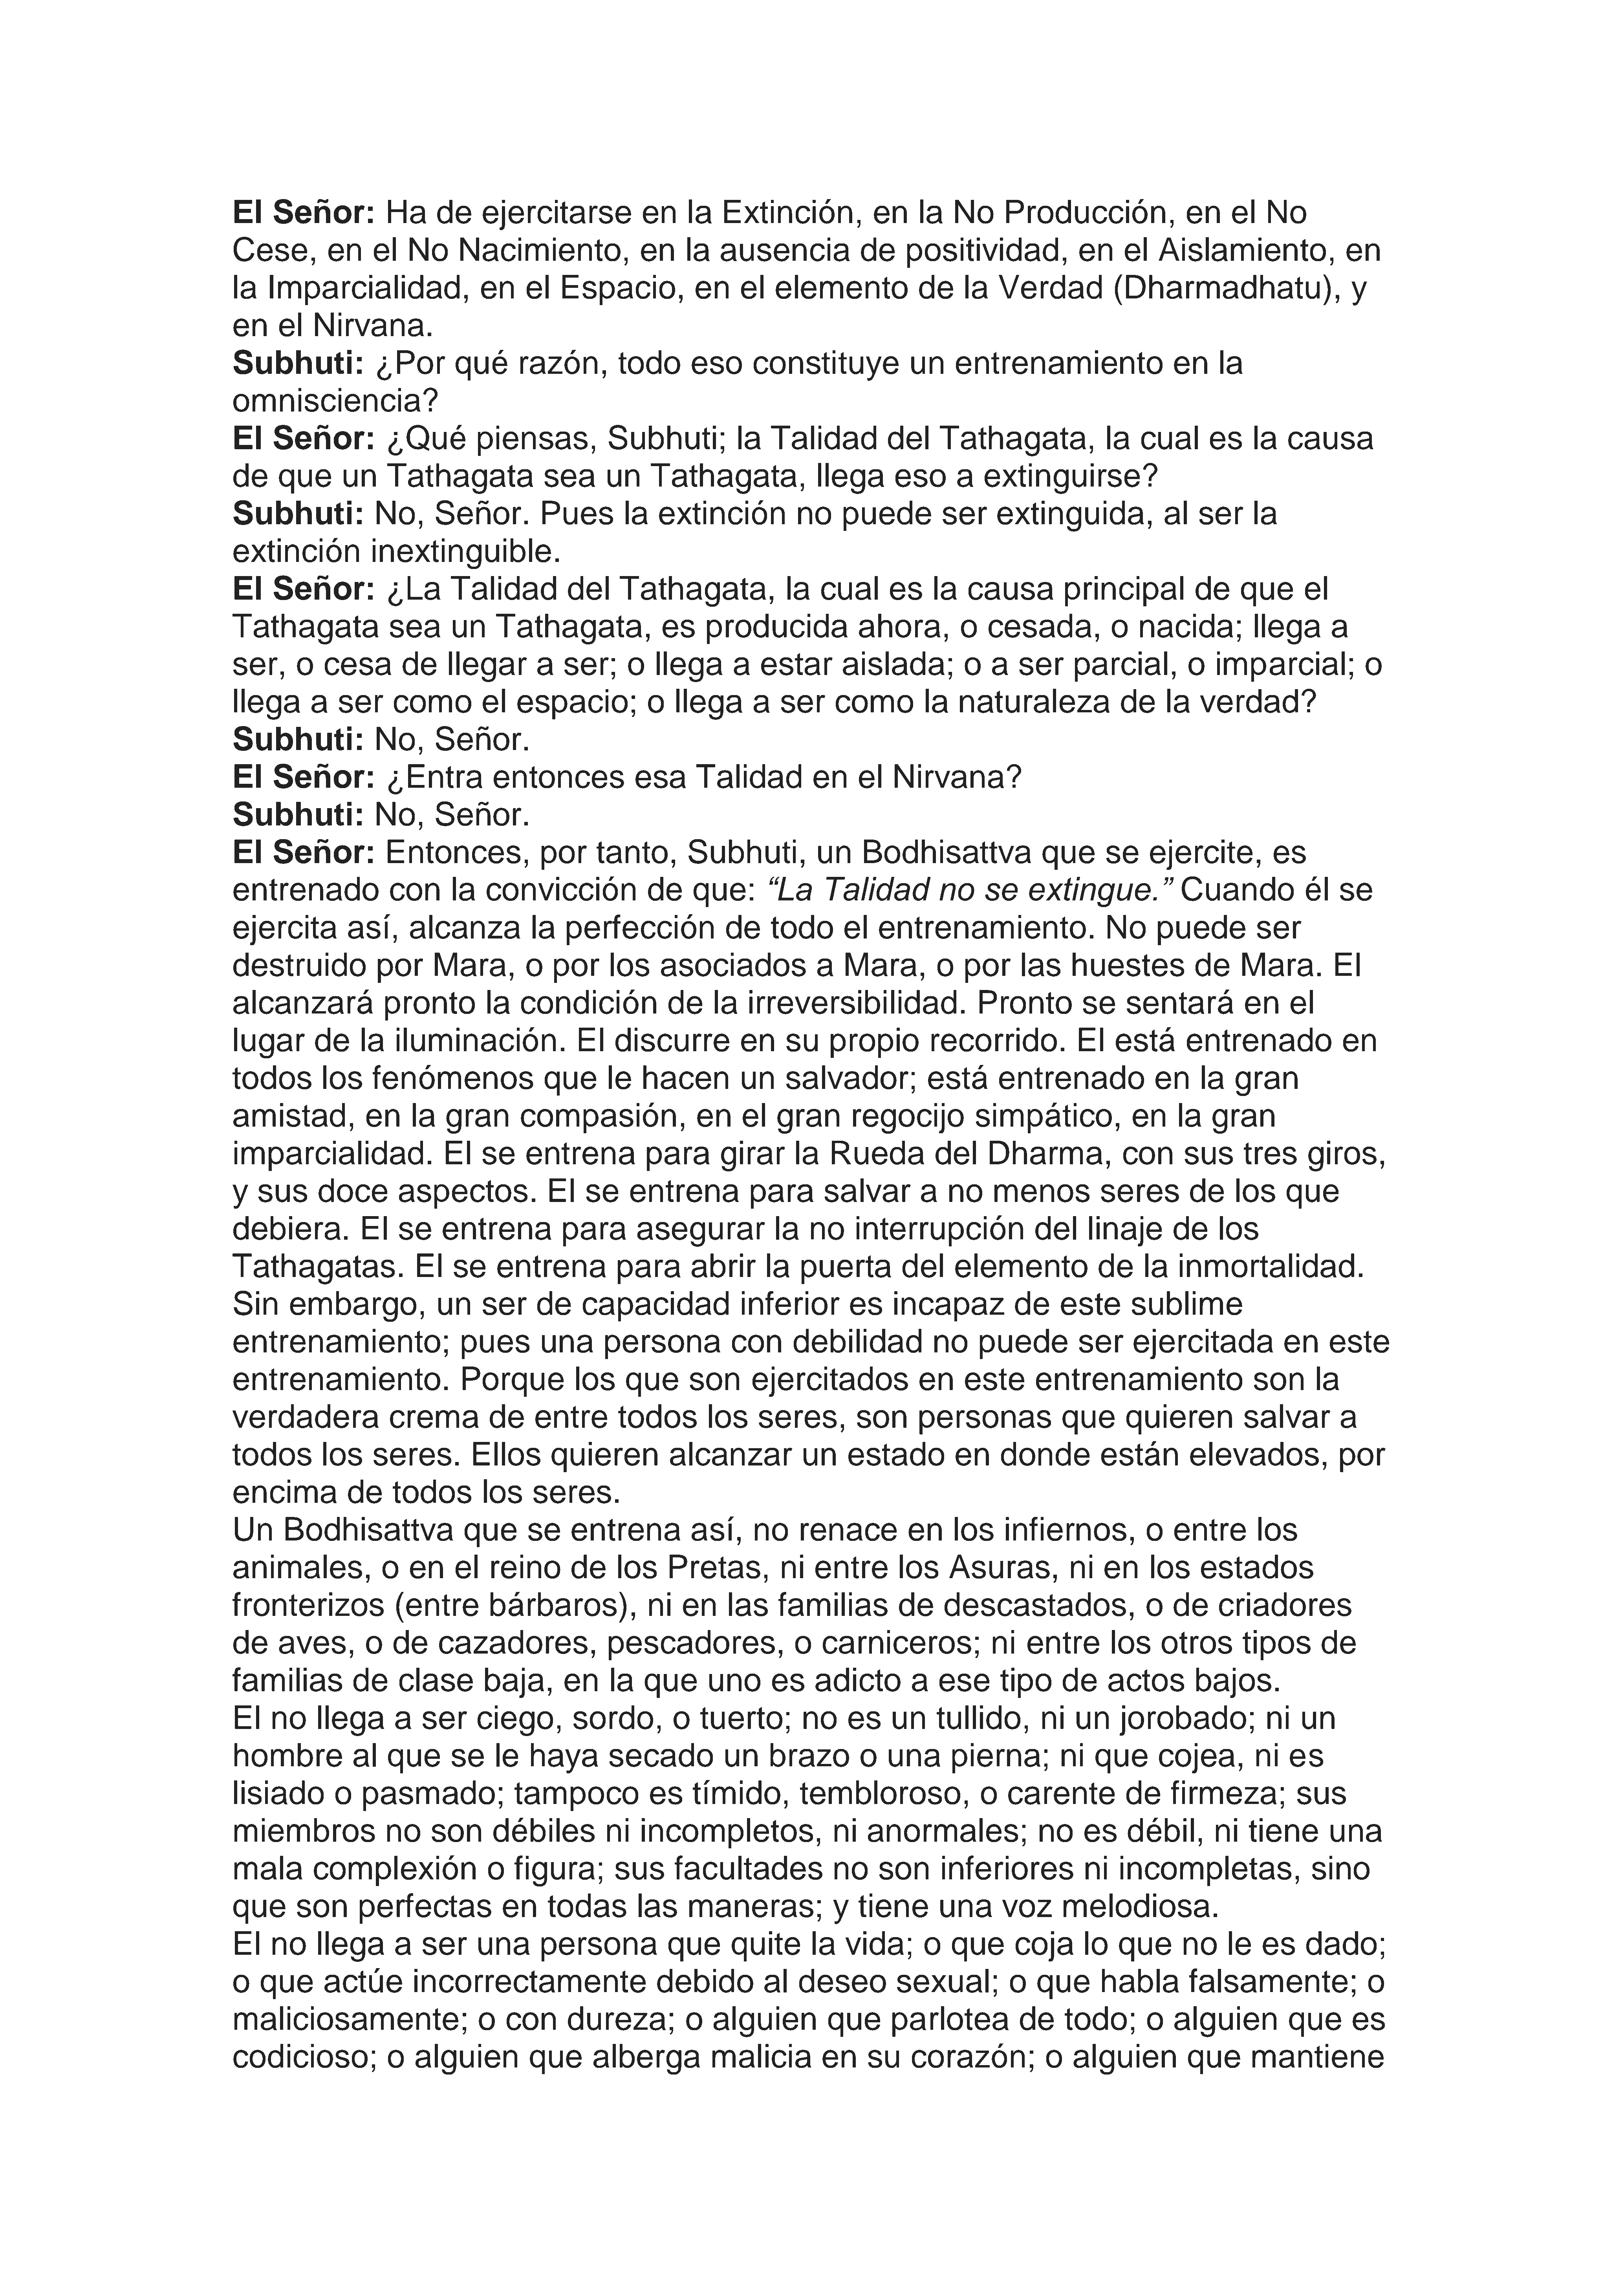 El Señor: Ha de ejercitarse en la Extinción, en la No Producción, en el No
Cese, en el No Nacimiento, en la ausencia de positividad, en el Aislamiento, en
la Imparcialidad, en el Espacio, en el elemento de la Verdad (Dharmadhatu), y
en el Nirvana.
Subhuti: ¿Por qué razón, todo eso constituye un entrenamiento en la
omnisciencia?
El Señor: ¿Qué piensas, Subhuti; la Talidad del Tathagata, la cual es la causa
de que un Tathagata sea un Tathagata, llega eso a extinguirse?
Subhuti: No, Señor. Pues la extinción no puede ser extinguida, al ser la
extinción inextinguible.
El Señor: ¿La Talidad del Tathagata, la cual es la causa principal de que el
Tathagata sea un Tathagata, es producida ahora, o cesada, o nacida; llega a
ser, o cesa de llegar a ser; o llega a estar aislada; o a ser parcial, o imparcial; o
llega a ser como el espacio; o llega a ser como la naturaleza de la verdad?
Subhuti: No, Señor.
El Señor: ¿Entra entonces esa Talidad en el Nirvana?
Subhuti: No, Señor.
El Señor: Entonces, por tanto, Subhuti, un Bodhisattva que se ejercite, es
entrenado con la convicción de que: “La Talidad no se extingue.” Cuando él se
ejercita así, alcanza la perfección de todo el entrenamiento. No puede ser
destruido por Mara, o por los asociados a Mara, o por las huestes de Mara. El
alcanzará pronto la condición de la irreversibilidad. Pronto se sentará en el
lugar de la iluminación. El discurre en su propio recorrido. El está entrenado en
todos los fenómenos que le hacen un salvador; está entrenado en la gran
amistad, en la gran compasión, en el gran regocijo simpático, en la gran
imparcialidad. El se entrena para girar la Rueda del Dharma, con sus tres giros,
y sus doce aspectos. El se entrena para salvar a no menos seres de los que
debiera. El se entrena para asegurar la no interrupción del linaje de los
Tathagatas. El se entrena para abrir la puerta del elemento de la inmortalidad.
Sin embargo, un ser de capacidad inferior es incapaz de este sublime
entrenamiento; pues una persona con debilidad no puede ser ejercitada en este
entrenamiento. Porque los que son ejercitados en este entrenamiento son la
verdadera crema de entre todos los seres, son personas que quieren salvar a
todos los seres. Ellos quieren alcanzar un estado en donde están elevados, por
encima de todos los seres.
Un Bodhisattva que se entrena así, no renace en los infiernos, o entre los
animales, o en el reino de los Pretas, ni entre los Asuras, ni en los estados
fronterizos (entre bárbaros), ni en las familias de descastados, o de criadores
de aves, o de cazadores, pescadores, o carniceros; ni entre los otros tipos de
familias de clase baja, en la que uno es adicto a ese tipo de actos bajos.
El no llega a ser ciego, sordo, o tuerto; no es un tullido, ni un jorobado; ni un
hombre al que se le haya secado un brazo o una pierna; ni que cojea, ni es
lisiado o pasmado; tampoco es tímido, tembloroso, o carente de firmeza; sus
miembros no son débiles ni incompletos, ni anormales; no es débil, ni tiene una
mala complexión o figura; sus facultades no son inferiores ni incompletas, sino
que son perfectas en todas las maneras; y tiene una voz melodiosa.
El no llega a ser una persona que quite la vida; o que coja lo que no le es dado;
o que actúe incorrectamente debido al deseo sexual; o que habla falsamente; o
maliciosamente; o con dureza; o alguien que parlotea de todo; o alguien que es
codicioso; o alguien que alberga malicia en su corazón; o alguien que mantiene